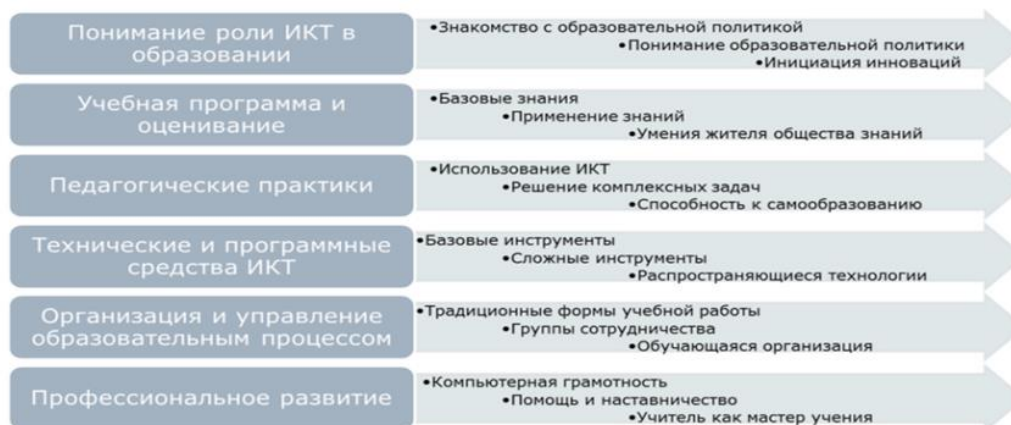 Понимание роли ИКТ в
образовании
•Знакомство с образовательной политикой
•Понимание образовательной политики
•Инициация инноваций
Учебная программа и
оценивание
•Базовые знания
•Применение знаний
•Умения жителя общества знаний
Педагогические практики
•Использование ИКТ
•Решение комплексных задач
•Способность к самообразованию
Технические и программные
средства ИКТ
•Базовые инструменты
•Сложные инструменты
•Распространяющиеся технологии
Организация и управление
образовательным процессом
•Традиционные формы учебной работы
•Группы сотрудничества
•Обучающаяся организация
Профессиональное развитие
•Компьютерная грамотность
•Помощь и наставничество
•Учитель как мастер учения